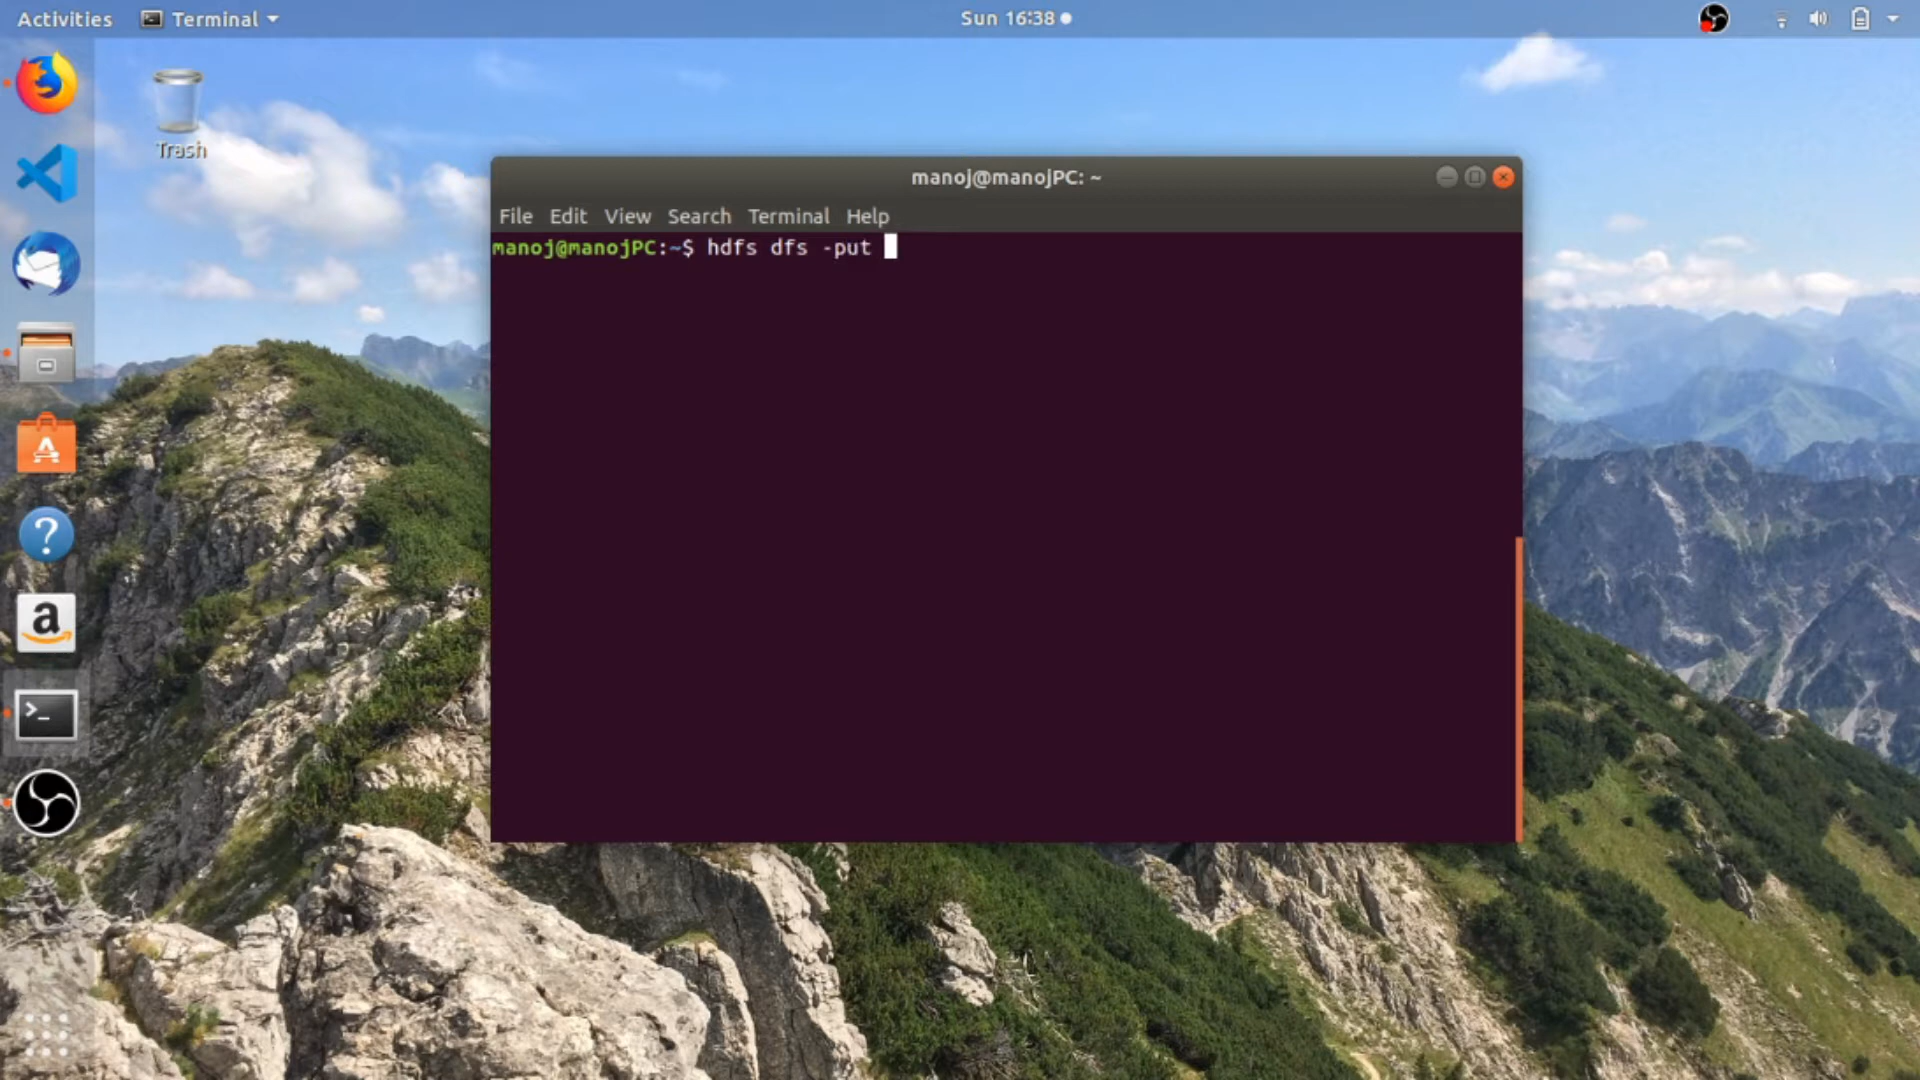 Activities Terminal Sun 16:38
Trash
manoj@manojPC: ~
File Edit View Search Terminal Help
manoj@manojPC:~$ hdfs dfs -put